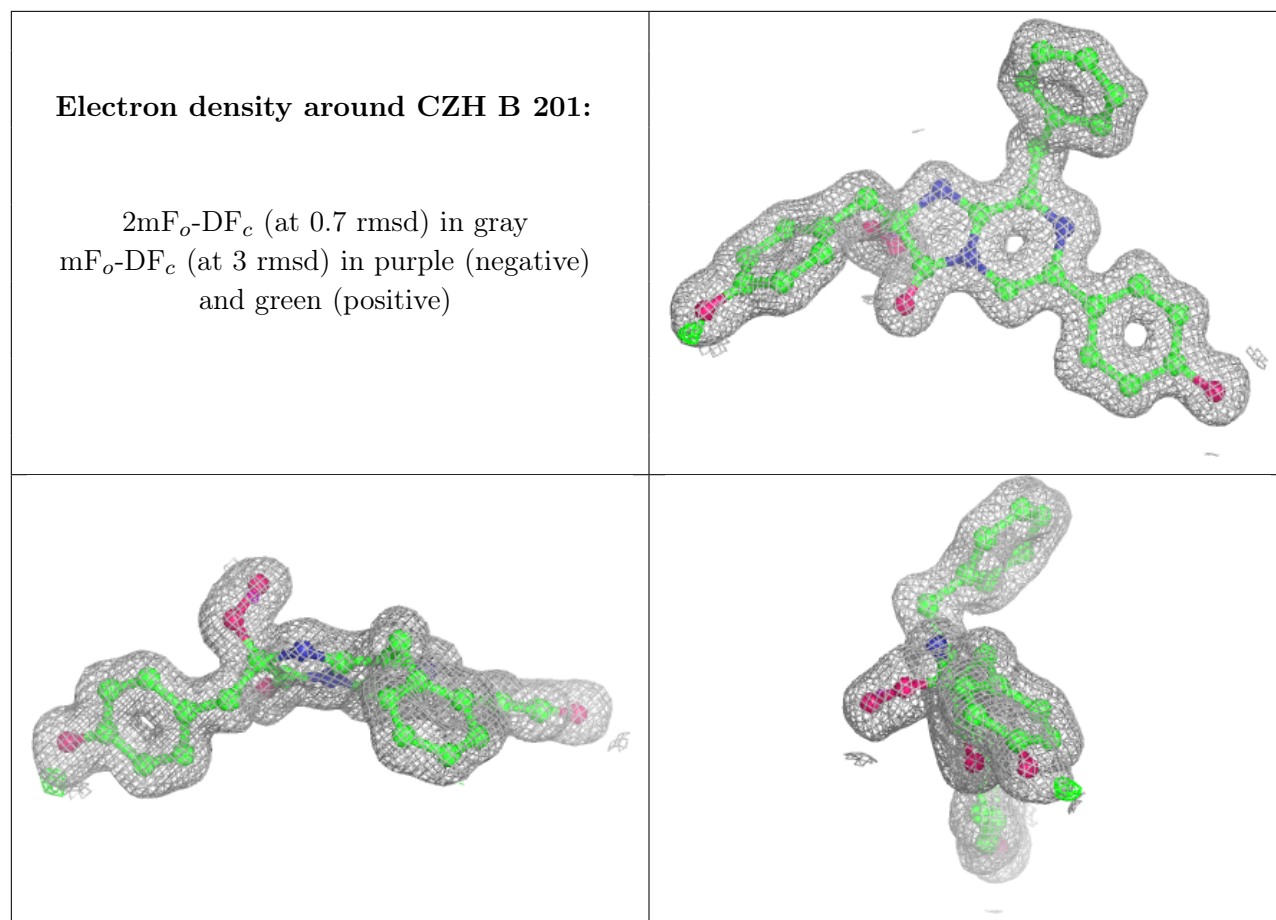 Electron density around CZH B 201:
2mFₒ-DF𝒸 (at 0.7 rmsd) in gray
mFₒ-DF𝒸 (at 3 rmsd) in purple (negative)
and green (positive)